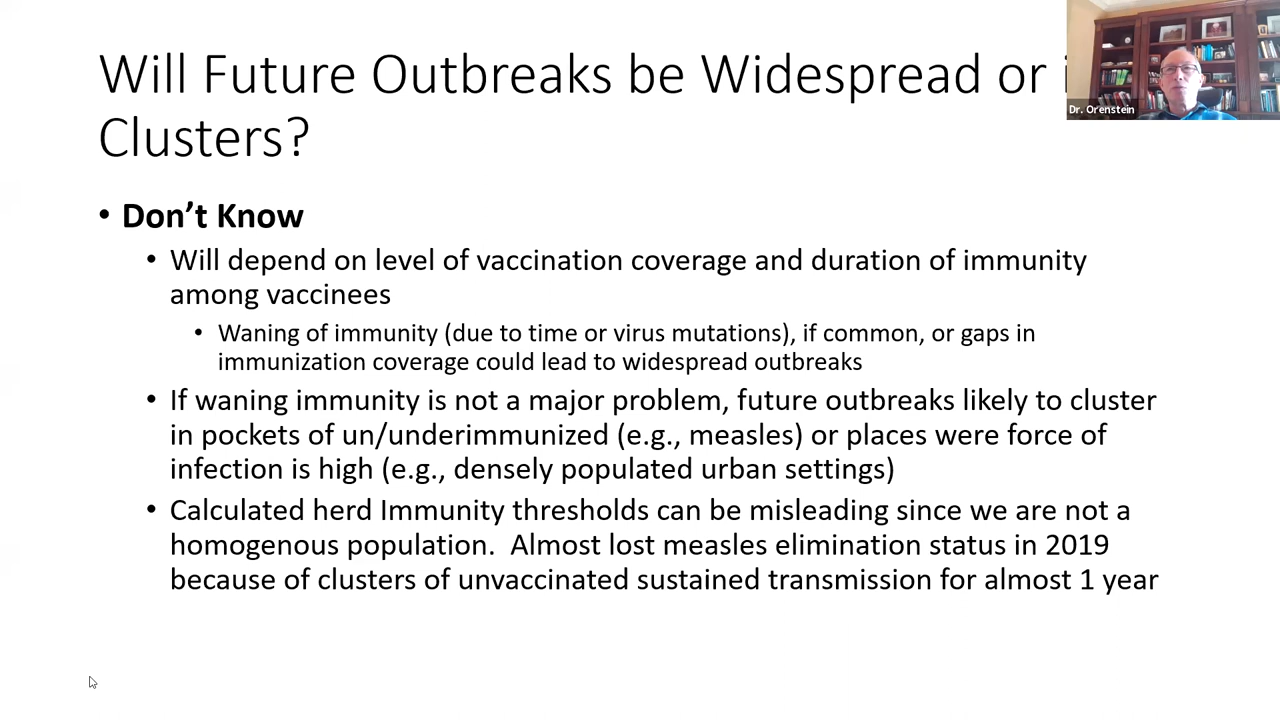 Will Future Outbreaks be Widespread or
Clusters?
Dr. Orenstein
• Don't Know
• Will depend on level of vaccination coverage and duration of immunity
among vaccinees
• Waning of immunity (due to time or virus mutations), if common, or gaps in
immunization coverage could lead to widespread outbreaks
• If waning immunity is not a major problem, future outbreaks likely to cluster
in pockets of un/underimmunized (e.g., measles) or places were force of
infection is high (e.g., densely populated urban settings)
• Calculated herd Immunity thresholds can be misleading since we are not a
homogenous population.  Almost lost measles elimination status in 2019
because of clusters of unvaccinated sustained transmission for almost 1 year